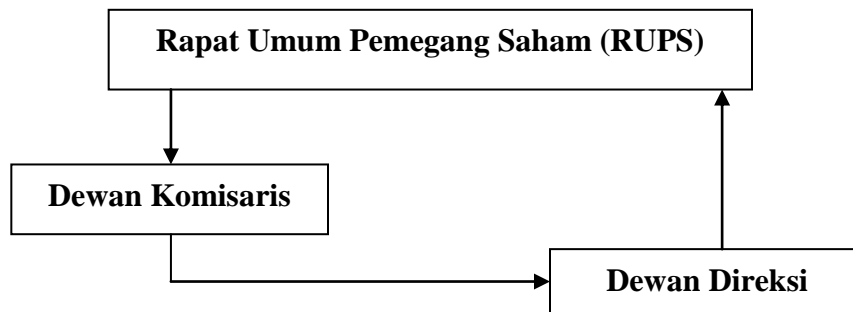 Rapat Umum Pemegang Saham (RUPS)
Dewan Komisaris
Dewan Direksi